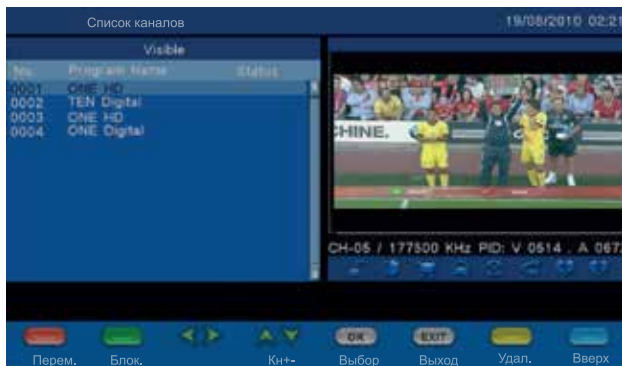 Список каналов 19/08/2010 02:21
Visible
No. Program Name Status
0001 ONE HD
0002 TEN Digital
0003 ONE HD
0004 ONE Digital
CHINE.
CH-05 / 177500 KHz PID: V 0514 . A 067
OK EXIT
Перем. Блок. Кн+- Выбор Выход Удал. Вверх